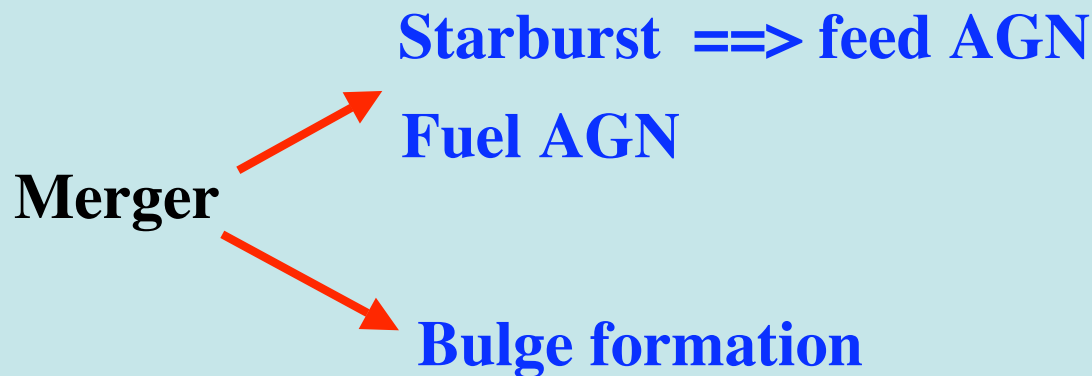 Starburst ==> feed AGN
Fuel AGN
Merger
Bulge formation